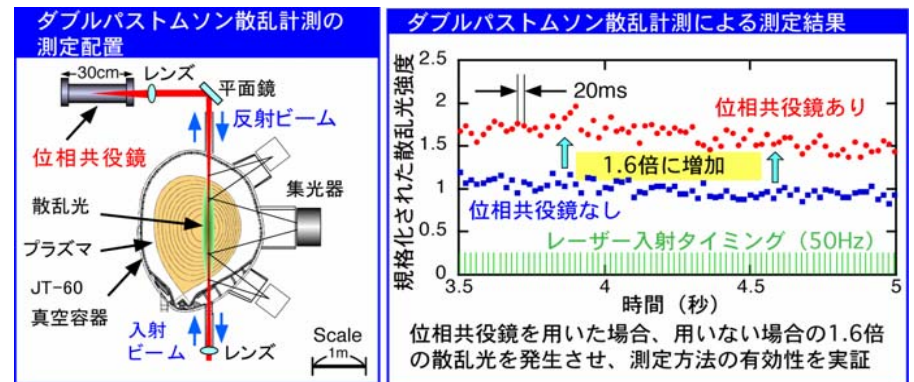 ダブルパストムソン散乱計測の
測定配置
30cm
レンズ
平面鏡
反射ビーム
位相共役鏡
集光器
散乱光
プラズマ
JT-60
真空容器
入射
ビーム
レンズ
Scale
1m
ダブルパストムソン散乱計測による測定結果
規格化された散乱光強度
2.5
2
1.5
1
0.5
0
20ms
位相共役鏡あり
1.6倍に増加
位相共役鏡なし
レーザー入射タイミング（50Hz）
3.5
4
4.5
5
時間（秒）
位相共役鏡を用いた場合、用いない場合の1.6倍
の散乱光を発生させ、測定方法の有効性を実証